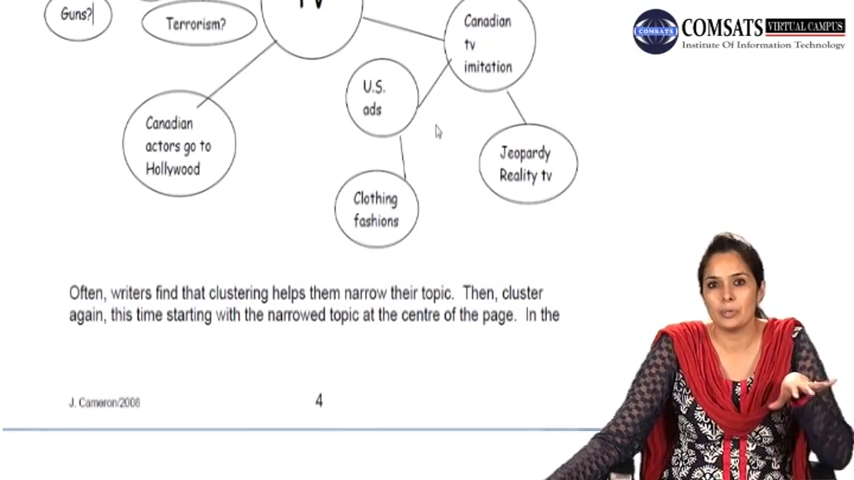 TV
Guns?
Terrorism?
Canadian
tv
imitation
U.S.
ads
Canadian
actors go to
Hollywood
Jeopardy
Reality tv
Clothing
fashions
Often, writers find that clustering helps them narrow their topic. Then, cluster
again, this time starting with the narrowed topic at the centre of the page. In the
J. Cameron/2008
4
COMSATS
COMSATS VIRTUAL CAMPUS
Institute Of Information Technology